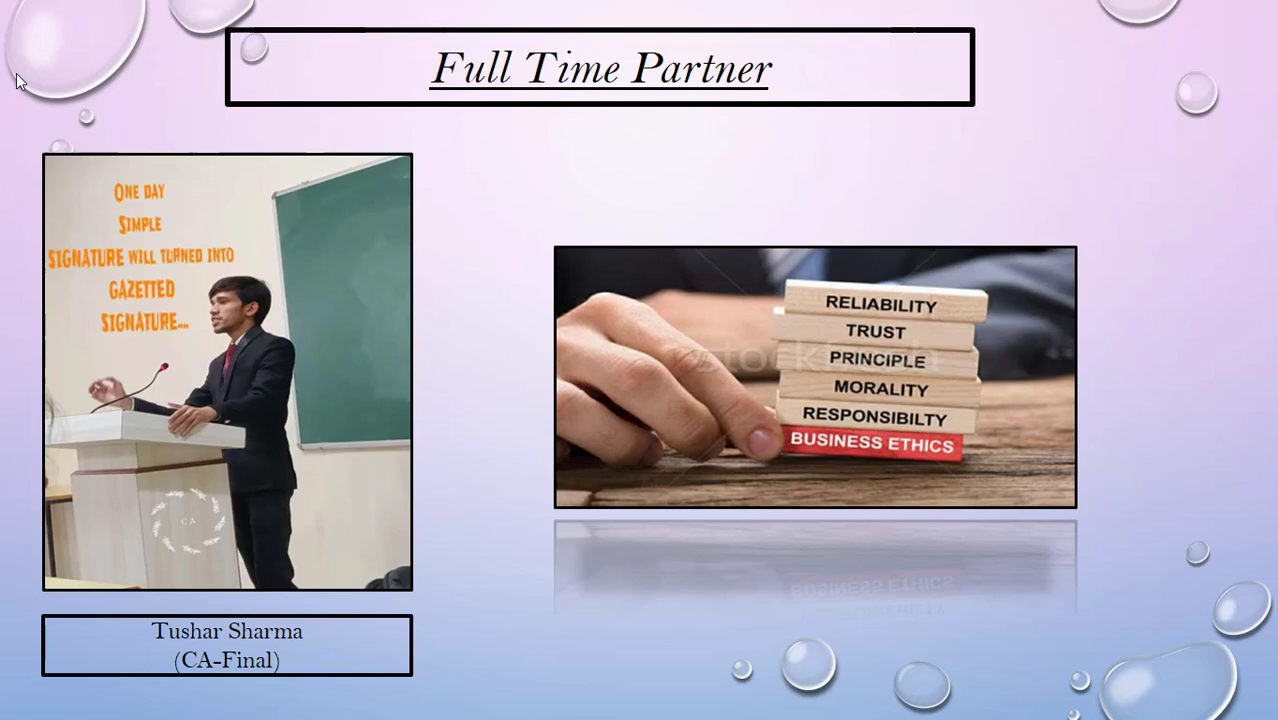 Full Time Partner
ONE DAY
SIMPLE
SIGNATURE WILL TURNED INTO
GAZETTED
SIGNATURE...
CA
Tushar Sharma
(CA-Final)
RELIABILITY
TRUST
PRINCIPLE
MORALITY
RESPONSIBILTY
BUSINESS ETHICS